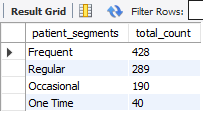 Result Grid Filter Rows:
patient_segments total_count
Frequent 428
Regular 289
Occasional 190
One Time 40